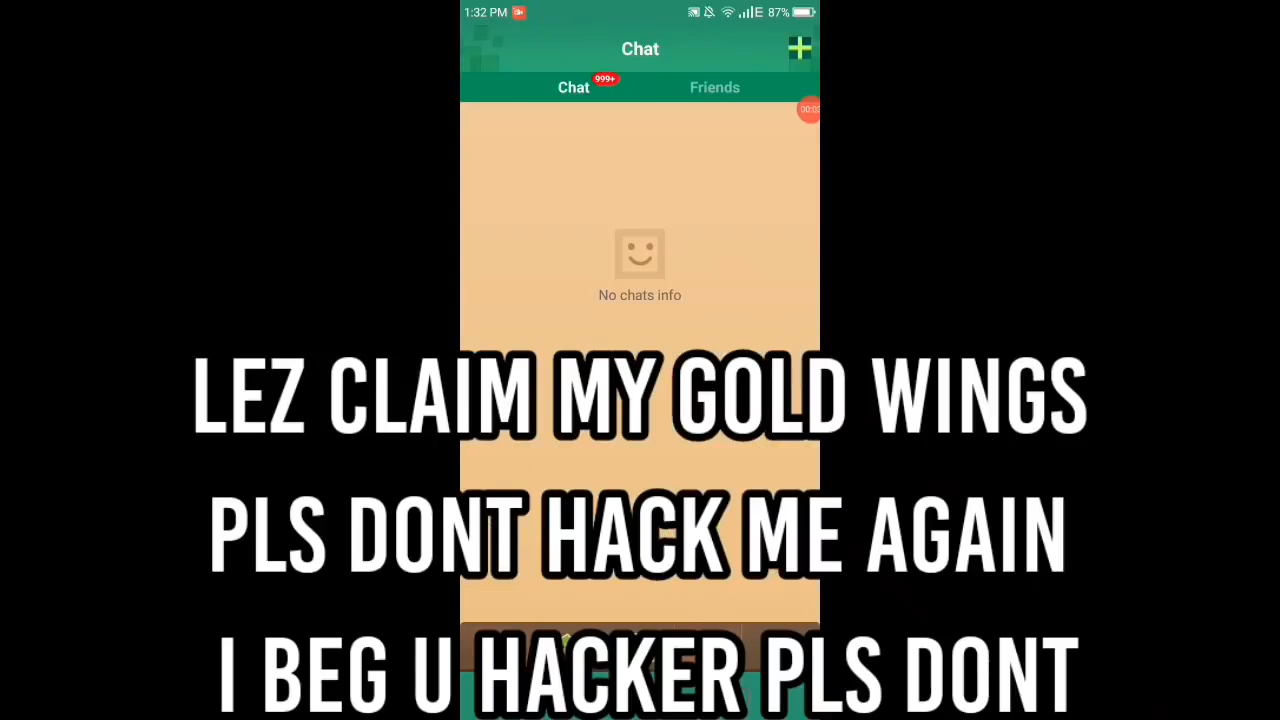 1:32 PM
E 87%
Chat
Chat 999+ Friends
No chats info
LEZ CLAIM MY GOLD WINGS
PLS DONT HACK ME AGAIN
I BEG U HACKER PLS DONT